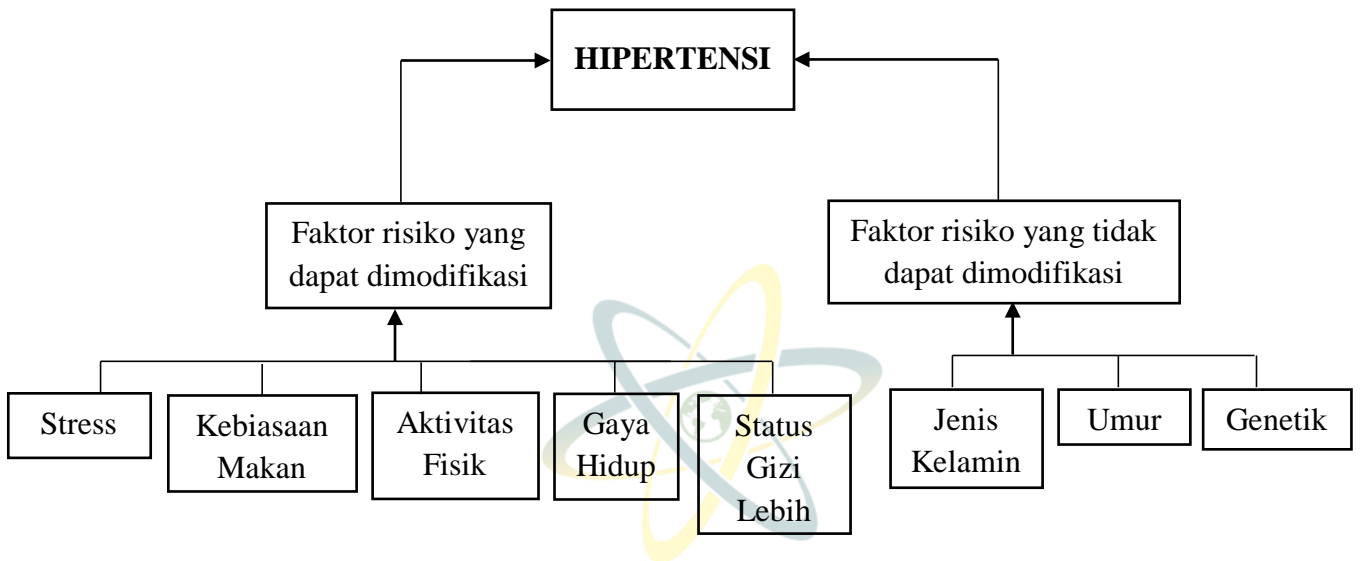 HIPERTENSI
Faktor risiko yang
dapat dimodifikasi
Faktor risiko yang tidak
dapat dimodifikasi
Stress
Kebiasaan
Makan
Aktivitas
Fisik
Gaya
Hidup
Status
Gizi
Lebih
Jenis
Kelamin
Umur
Genetik